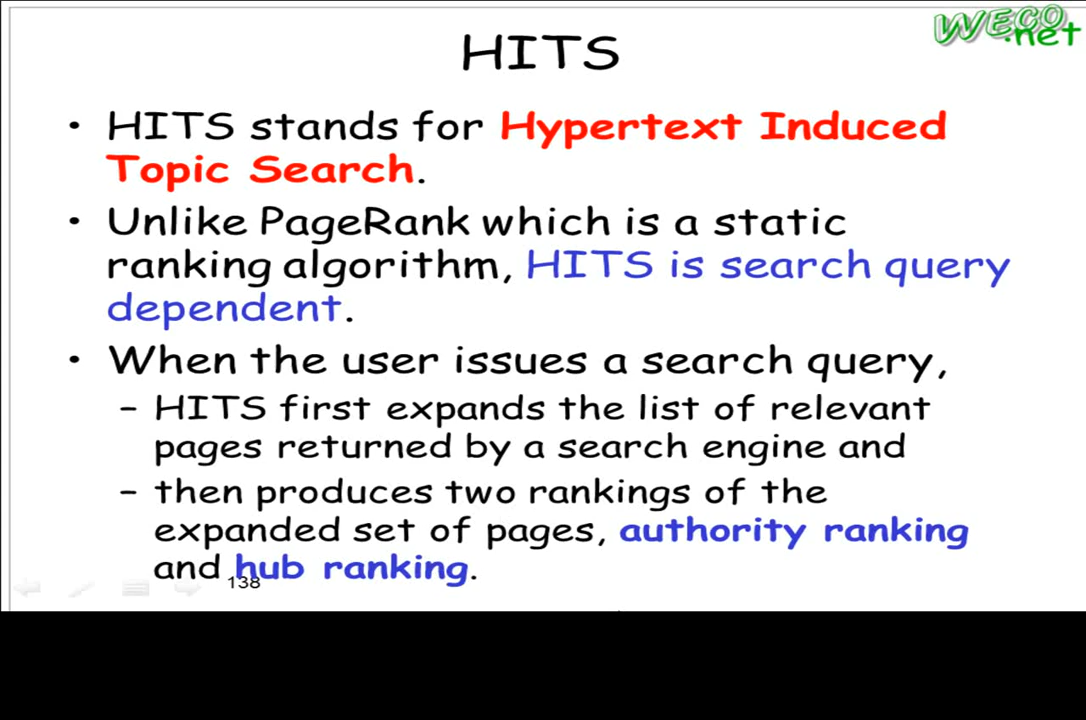 WECO
.net
HITS
• HITS stands for Hypertext Induced
Topic Search.
• Unlike PageRank which is a static
ranking algorithm, HITS is search query
dependent.
• When the user issues a search query,
– HITS first expands the list of relevant
pages returned by a search engine and
– then produces two rankings of the
expanded set of pages, authority ranking
and hub ranking.
138